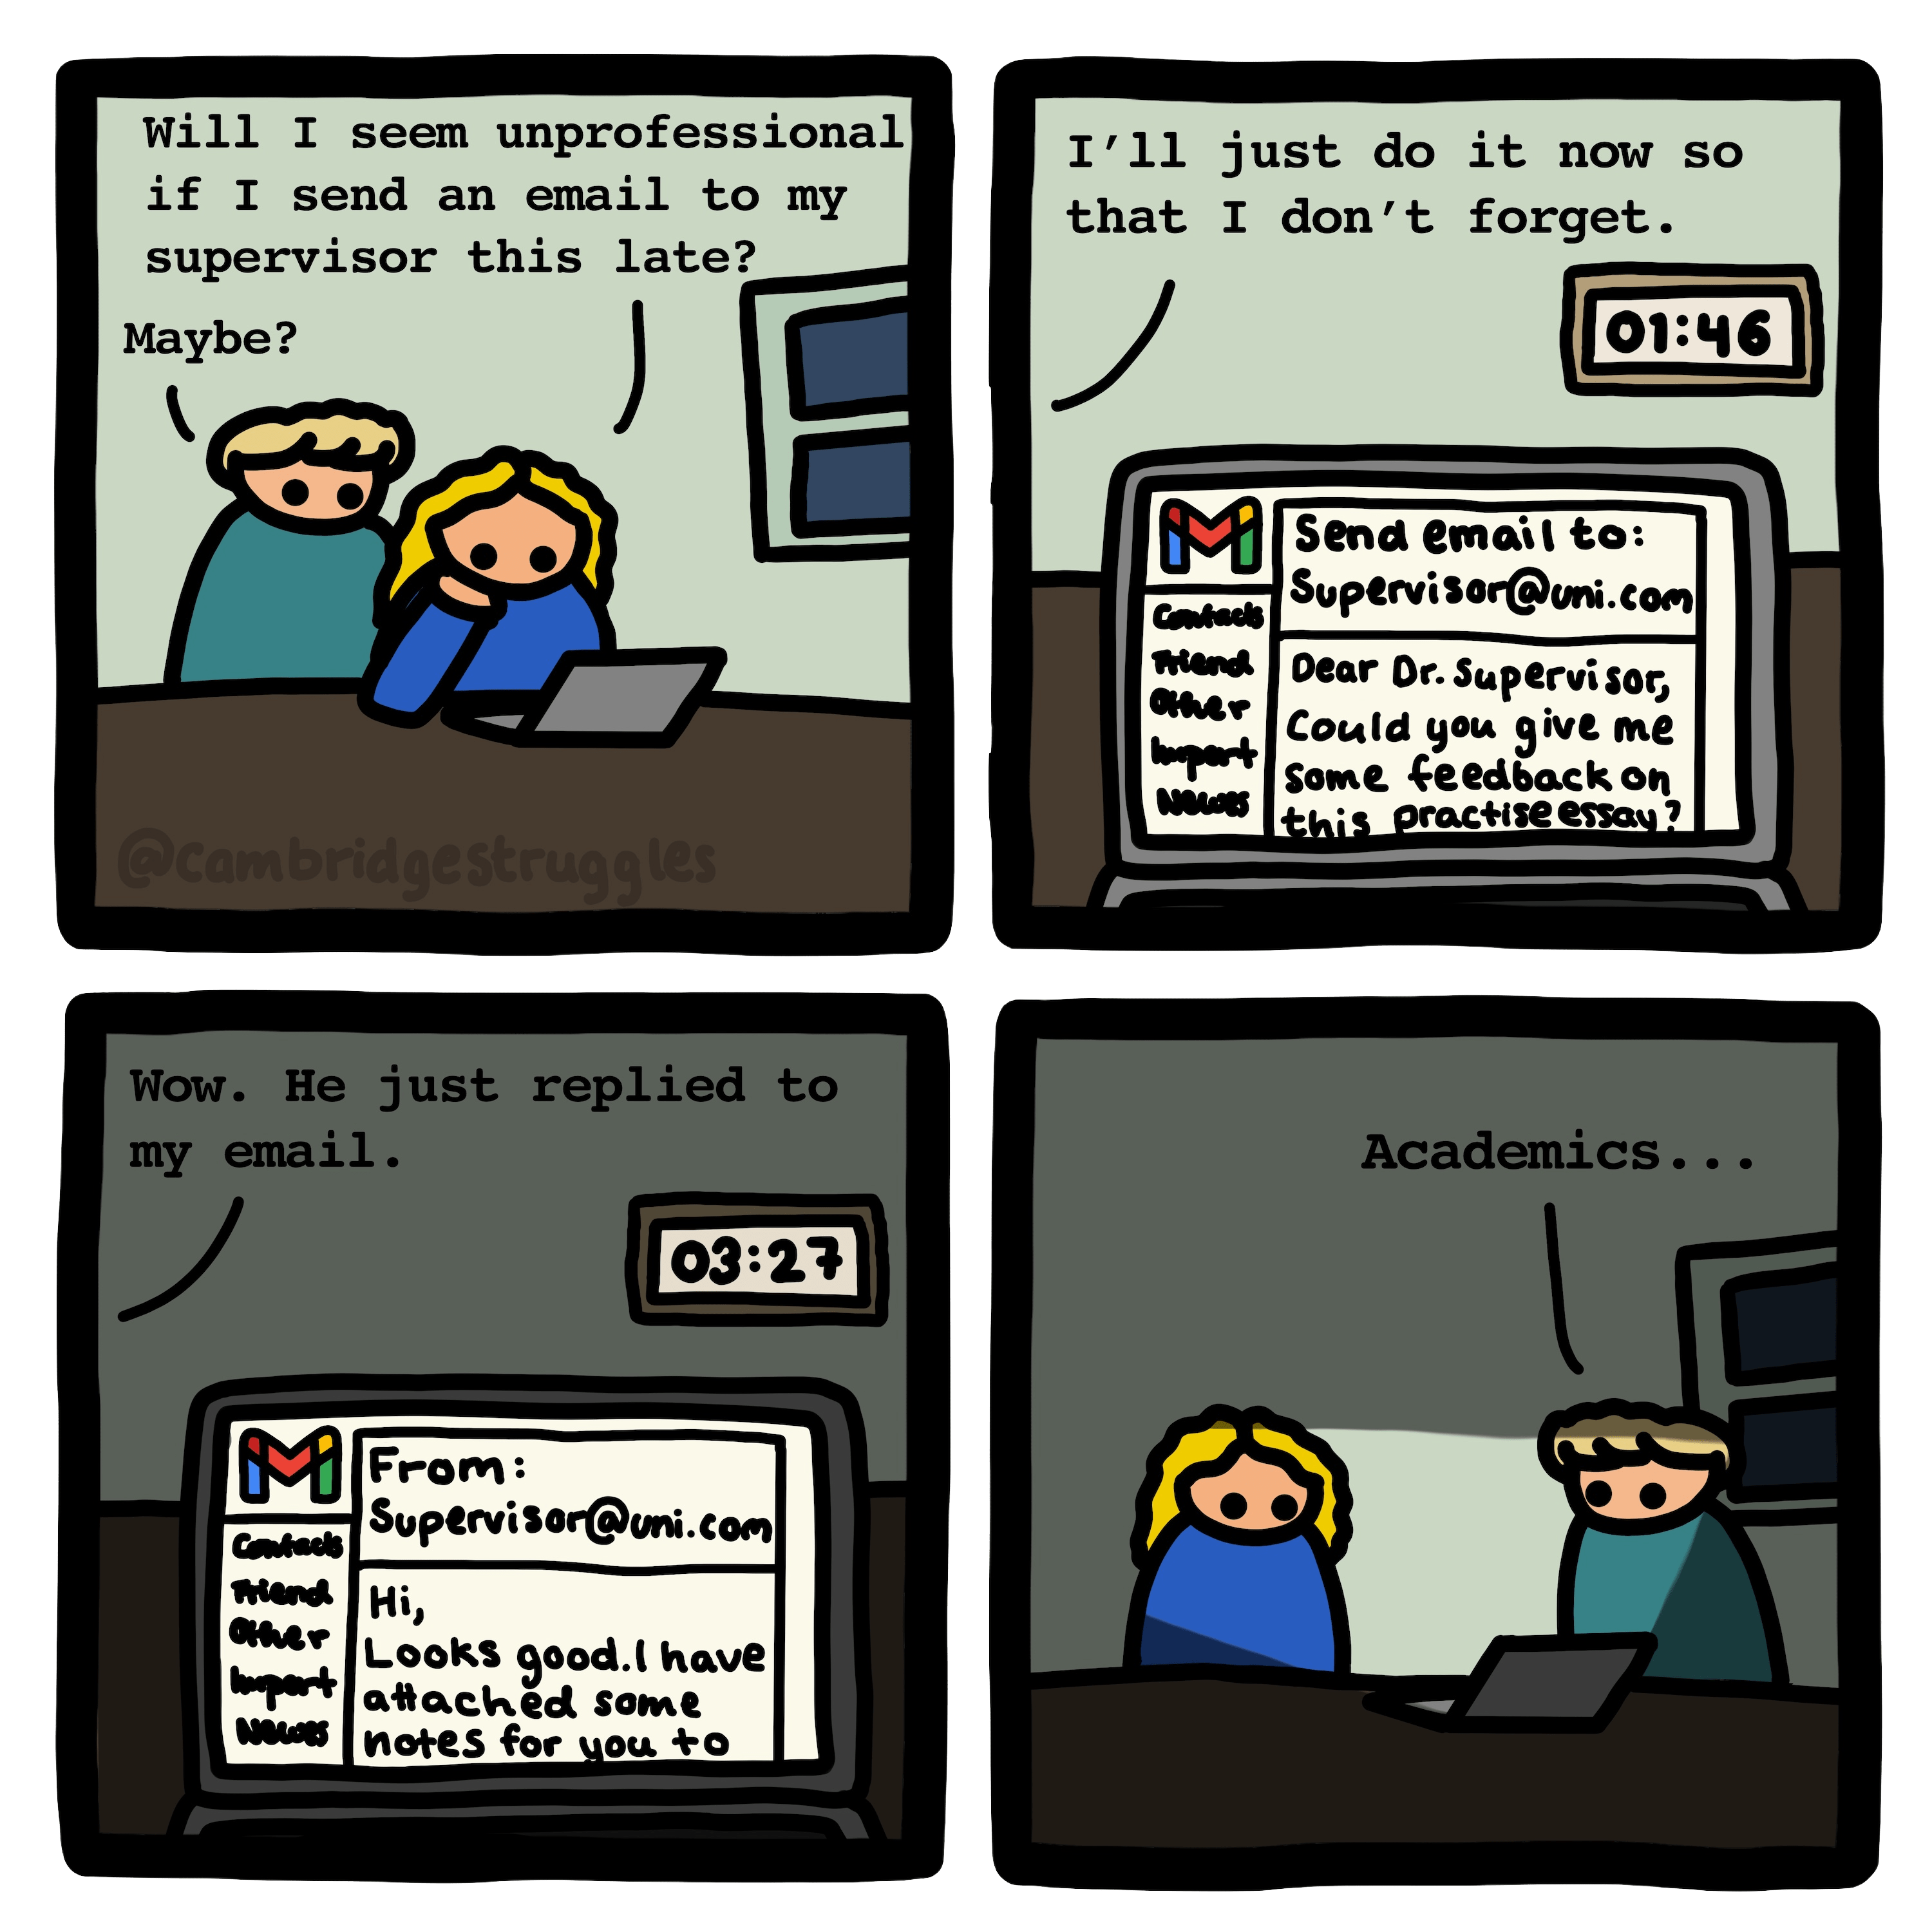 Will I seem unprofessional
if I send an email to my
supervisor this late?
Maybe?
@cambridgestruggles
I'll just do it now so
that I don't forget.
01:46
M
Contacts
Friend
Other
Import
Send email to:
Supervisor@uni.com
Dear Dr. Supervisor,
Could you give me
some feedback on
this practise essay?
Wow. He just replied to
my email.
03:27
M
Contacts
Friend
Other
Import
From:
Supervisor@uni.com
Hi,
Looks good. I have
attached some
notes for you to
Academics...